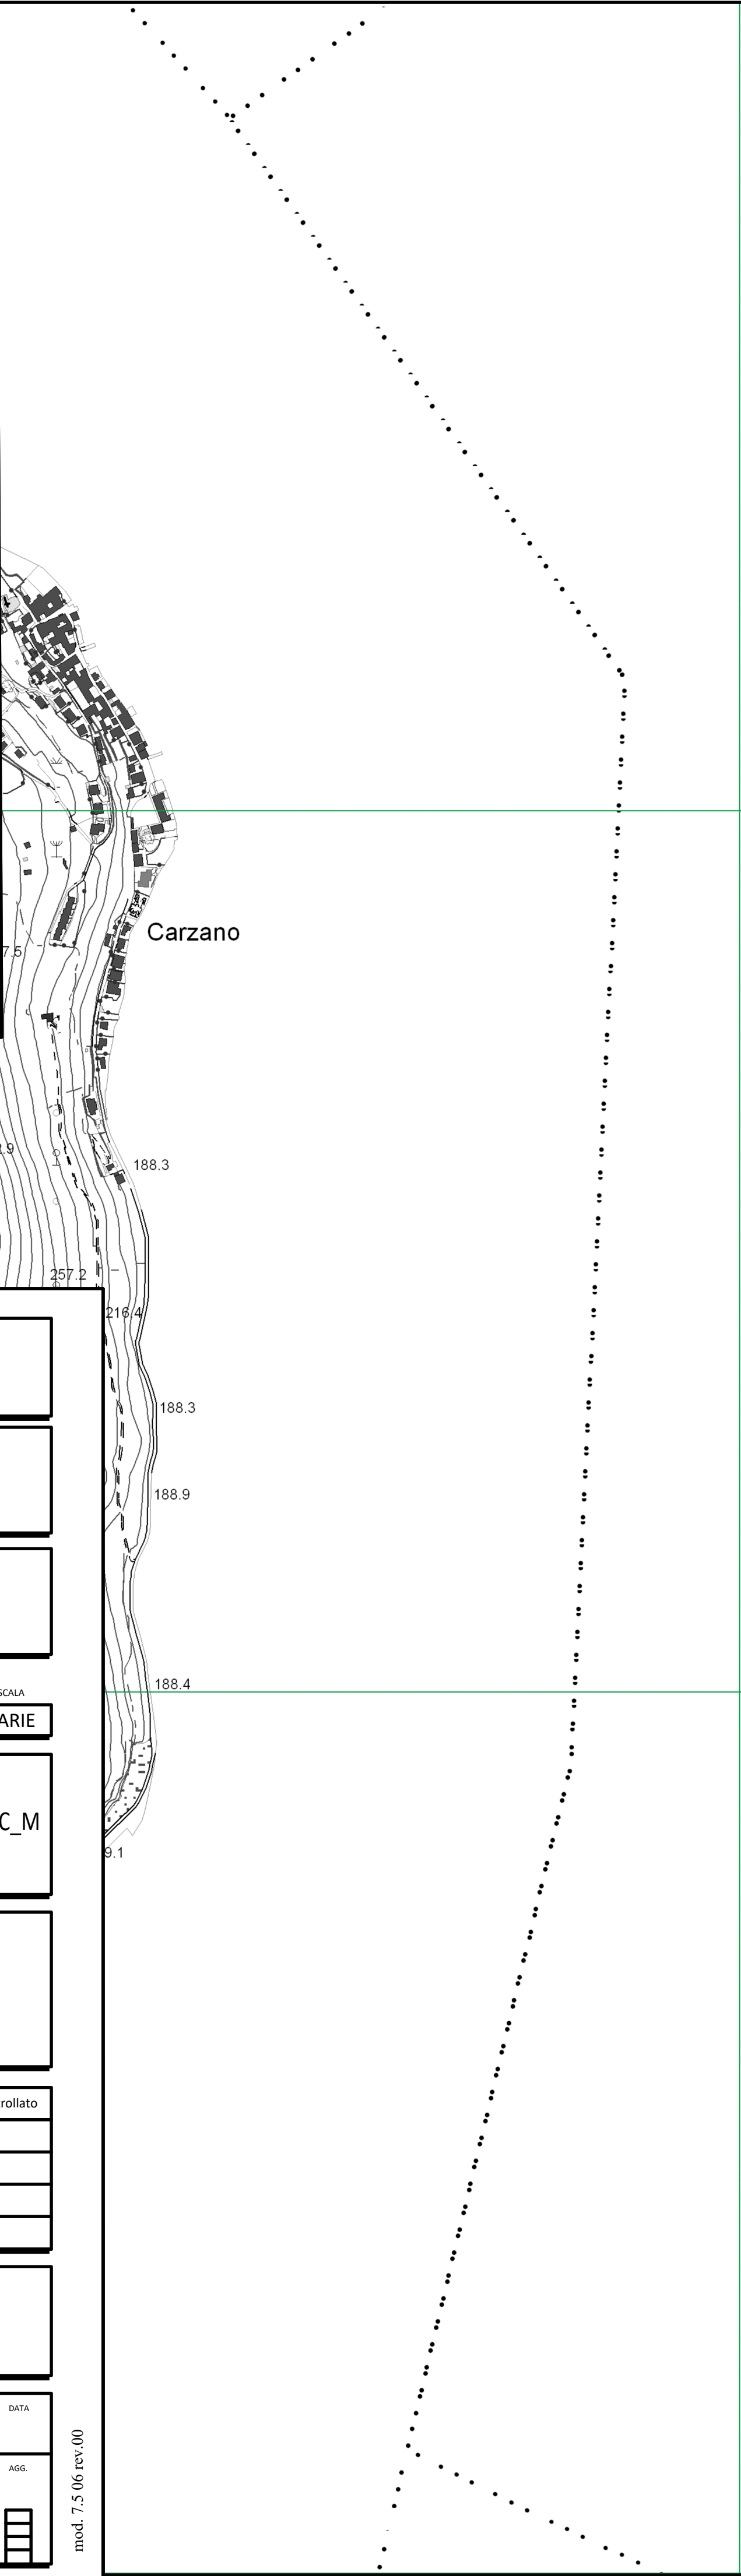 Carzano
7.5
.9
188.3
257.2
216.4
188.3
188.9
188.4
SCALA
ARIE
C_M
9.1
rollato
DATA
AGG.
mod. 7.5 06 rev.00